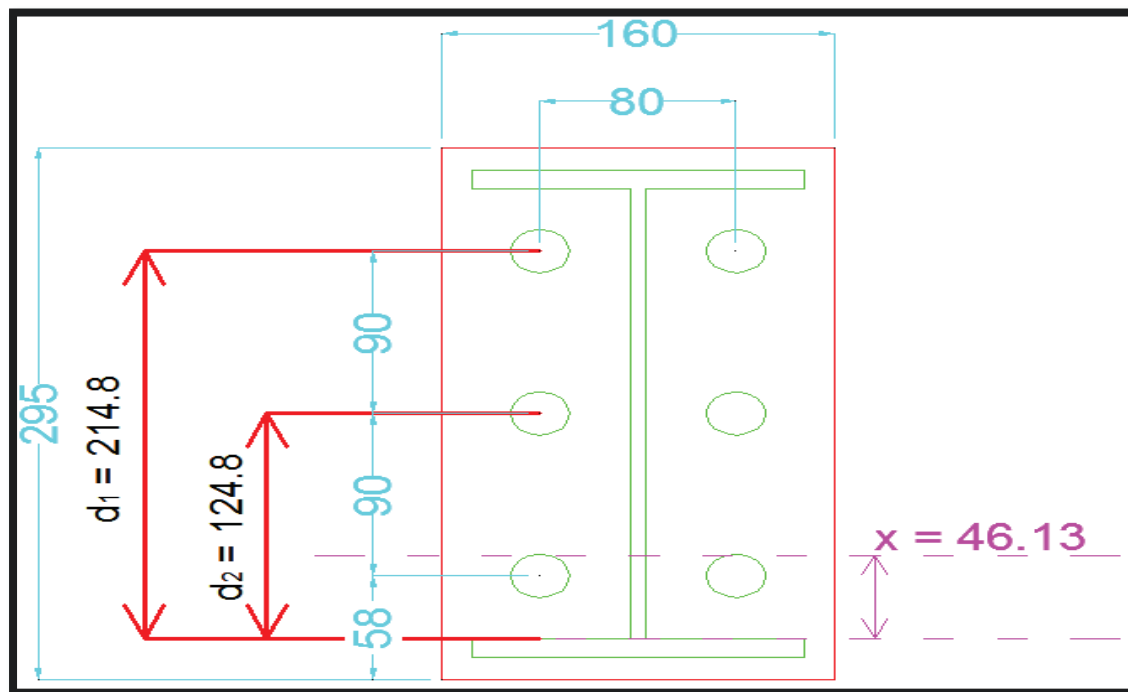 160
80
90
295
d1 = 214.8
90
d2 = 124.8
x = 46.13
58